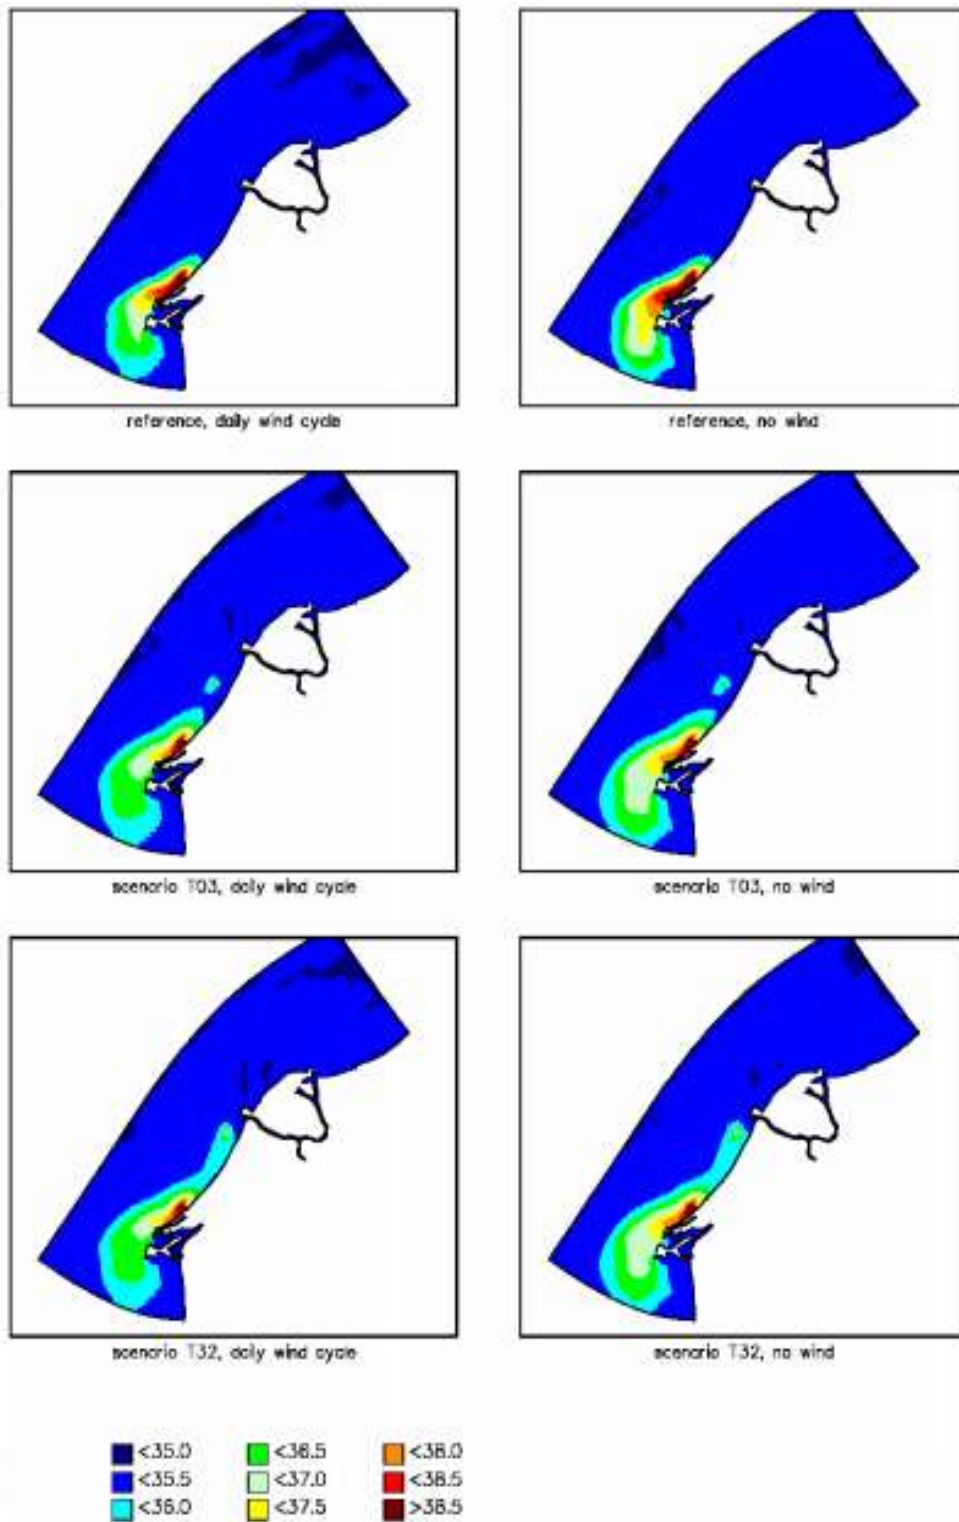 reference, daily wind cycle
reference, no wind
scenario T03, daily wind cycle
scenario T03, no wind
scenario T32, daily wind cycle
scenario T32, no wind
<35.0 <36.5 <38.0
<35.5 <37.0 <38.5
<36.0 <37.5 >38.5